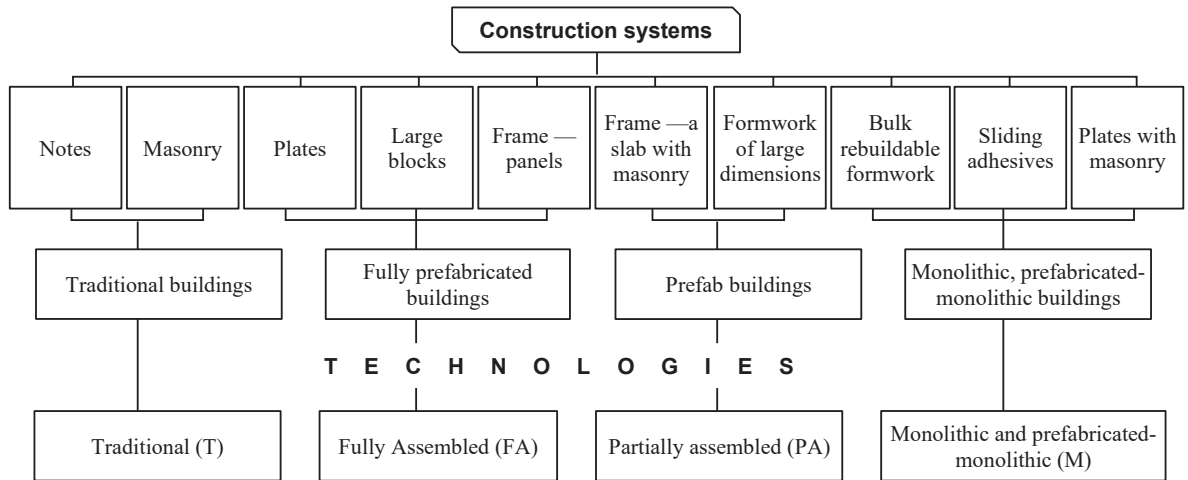 Construction systems
Notes
Masonry
Plates
Large
blocks
Frame —
panels
Frame —a
slab with
masonry
Formwork
of large
dimensions
Bulk
rebuildable
formwork
Sliding
adhesives
Plates with
masonry
Traditional buildings
Fully prefabricated
buildings
Prefab buildings
Monolithic, prefabricated-
monolithic buildings
T E C H N O L O G I E S
Traditional (T)
Fully Assembled (FA)
Partially assembled (PA)
Monolithic and prefabricated-
monolithic (M)